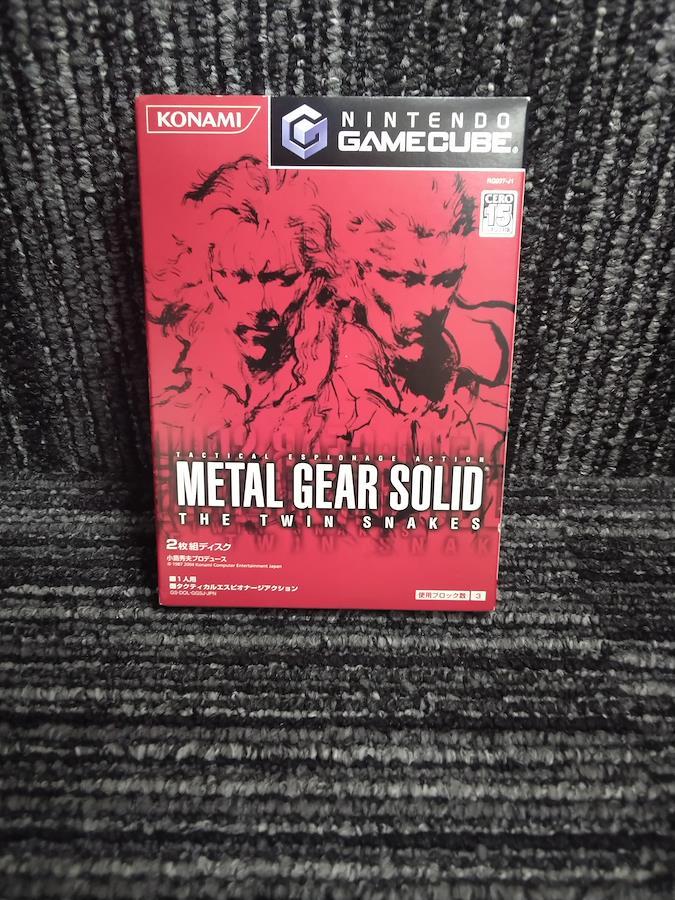 KONAMI
NINTENDO
GAMECUBE
RG997-J1
CERO
15
TACTICAL ESPIONAGE ACTION
METAL GEAR SOLID
THE TWIN SNAKES
2枚組ディスク
小島秀夫プロデュース
© 1987 2004 Konami Computer Entertainment Japan
■1人用
■タクティカルエスピオナージアクション
GS-DOL-GGSJ-JPN
使用ブロック数 3